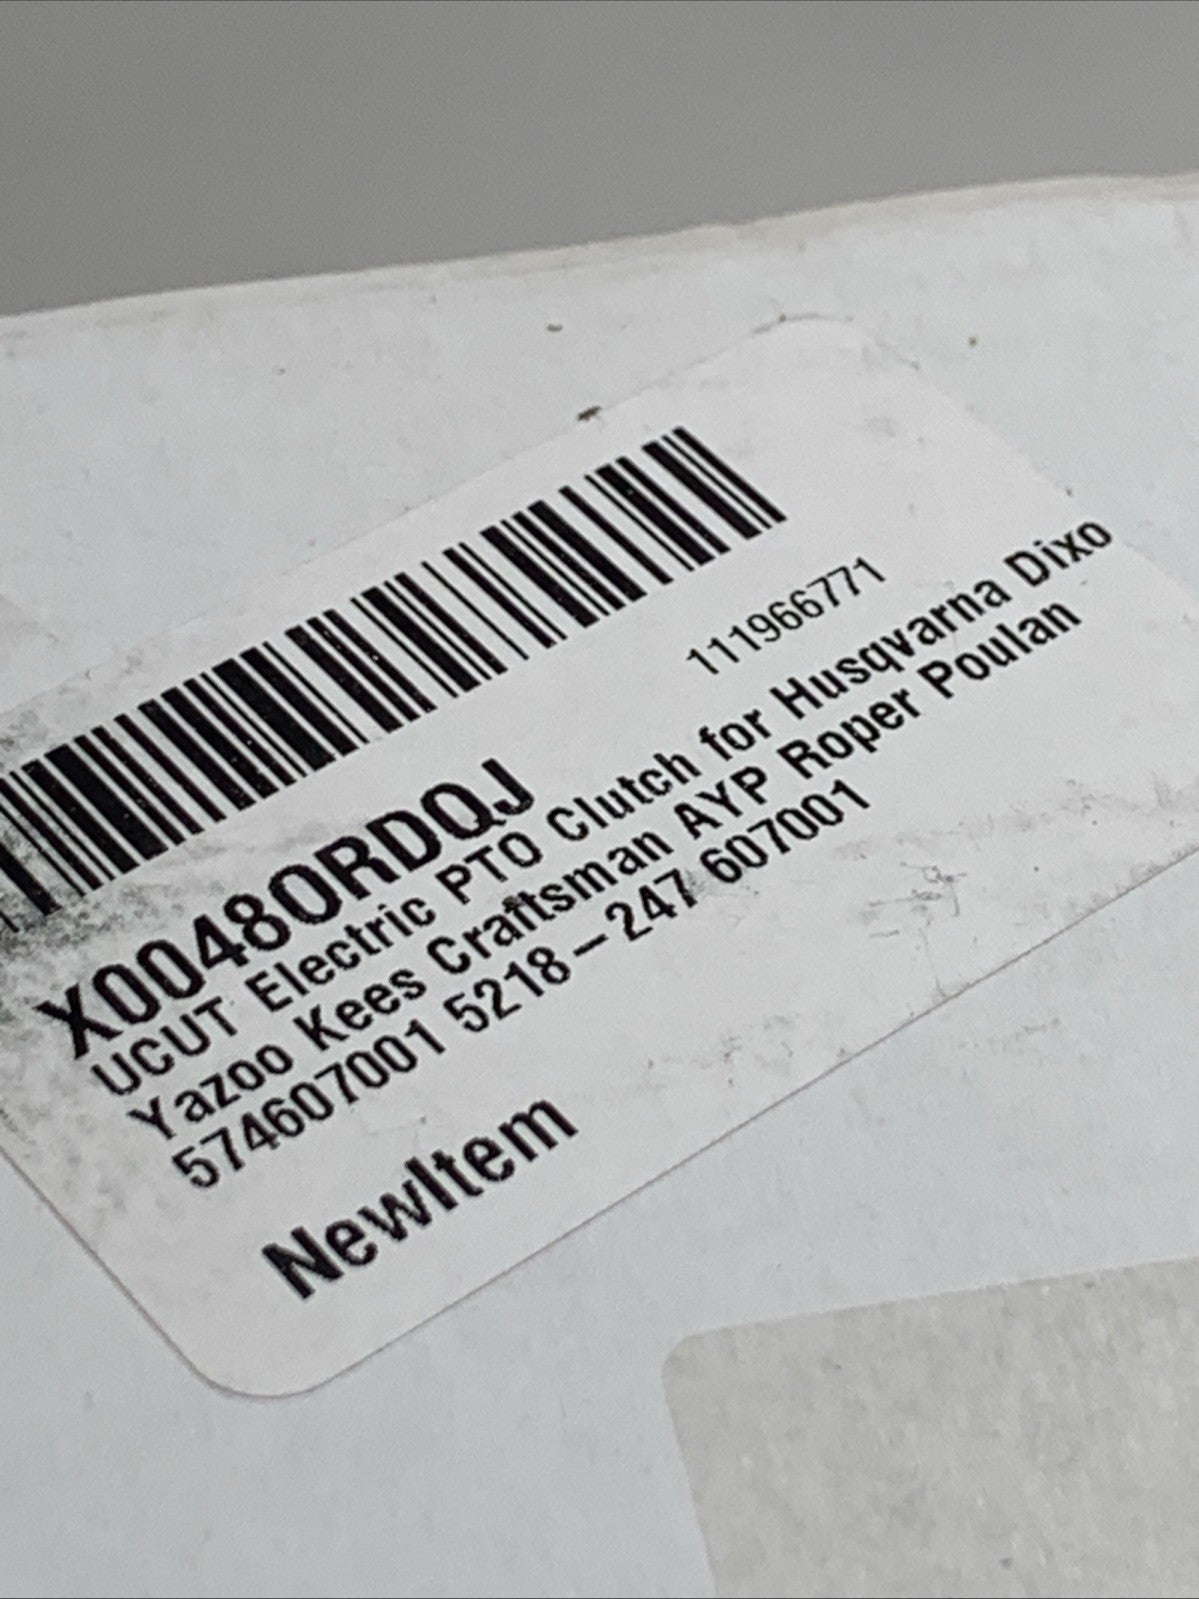 111966771
X00480RDQJ
UCUT Electric PTO Clutch for Husqvarna Dixo
Yazoo Kees Craftsman AYP Roper Poulan
574607001 5218-247 607001
NewItem